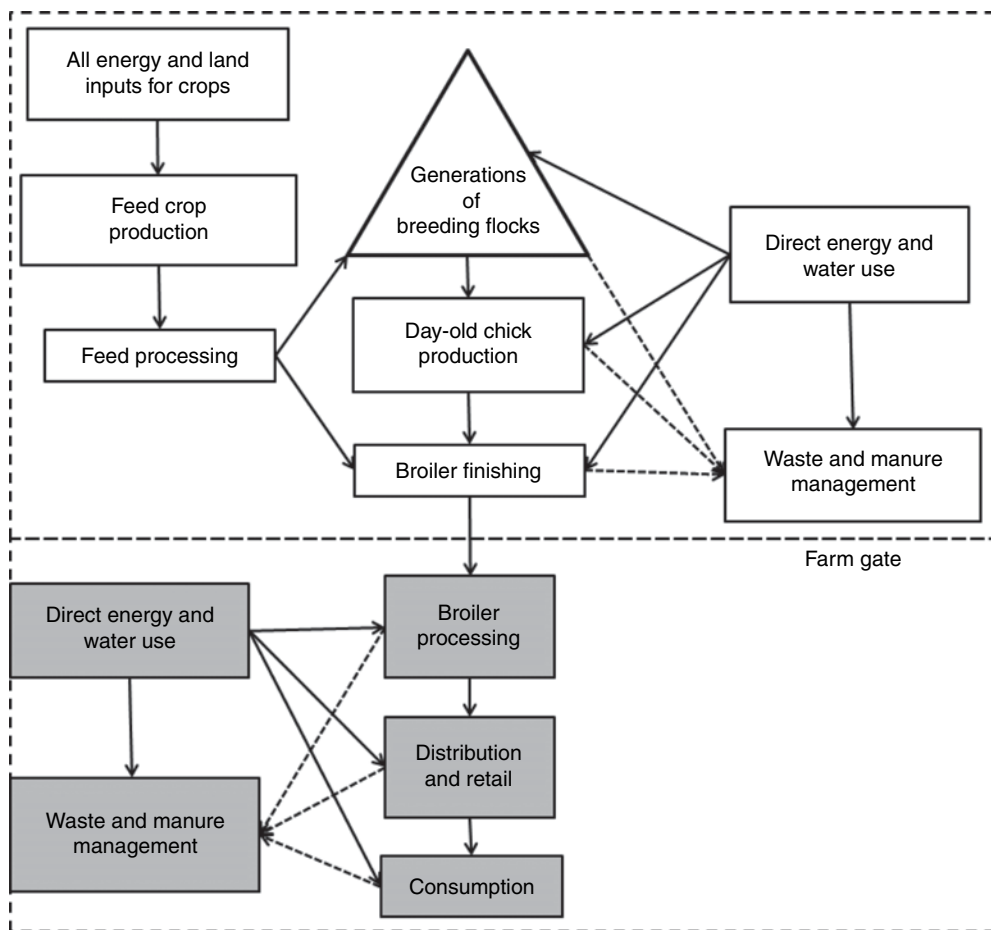 All energy and land
inputs for crops
Generations
of
breeding flocks
Feed crop
production
Direct energy and
water use
Feed processing
Day-old chick
production
Broiler finishing
Waste and manure
management
Farm gate
Direct energy and
water use
Broiler
processing
Distribution
and retail
Waste and manure
management
Consumption